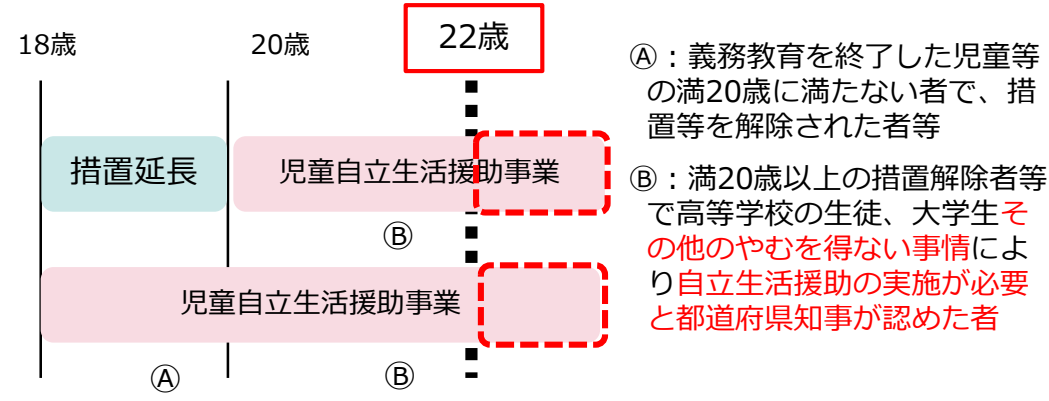 18歳
20歳
22歳
措置延長
児童自立生活援助事業
Ⓑ
児童自立生活援助事業
Ⓐ
Ⓑ
Ⓐ：義務教育を終了した児童等
の満20歳に満たない者で、措
置等を解除された者等
Ⓑ：満20歳以上の措置解除者等
で高等学校の生徒、大学生そ
の他のやむを得ない事情によ
り自立生活援助の実施が必要
と都道府県知事が認めた者